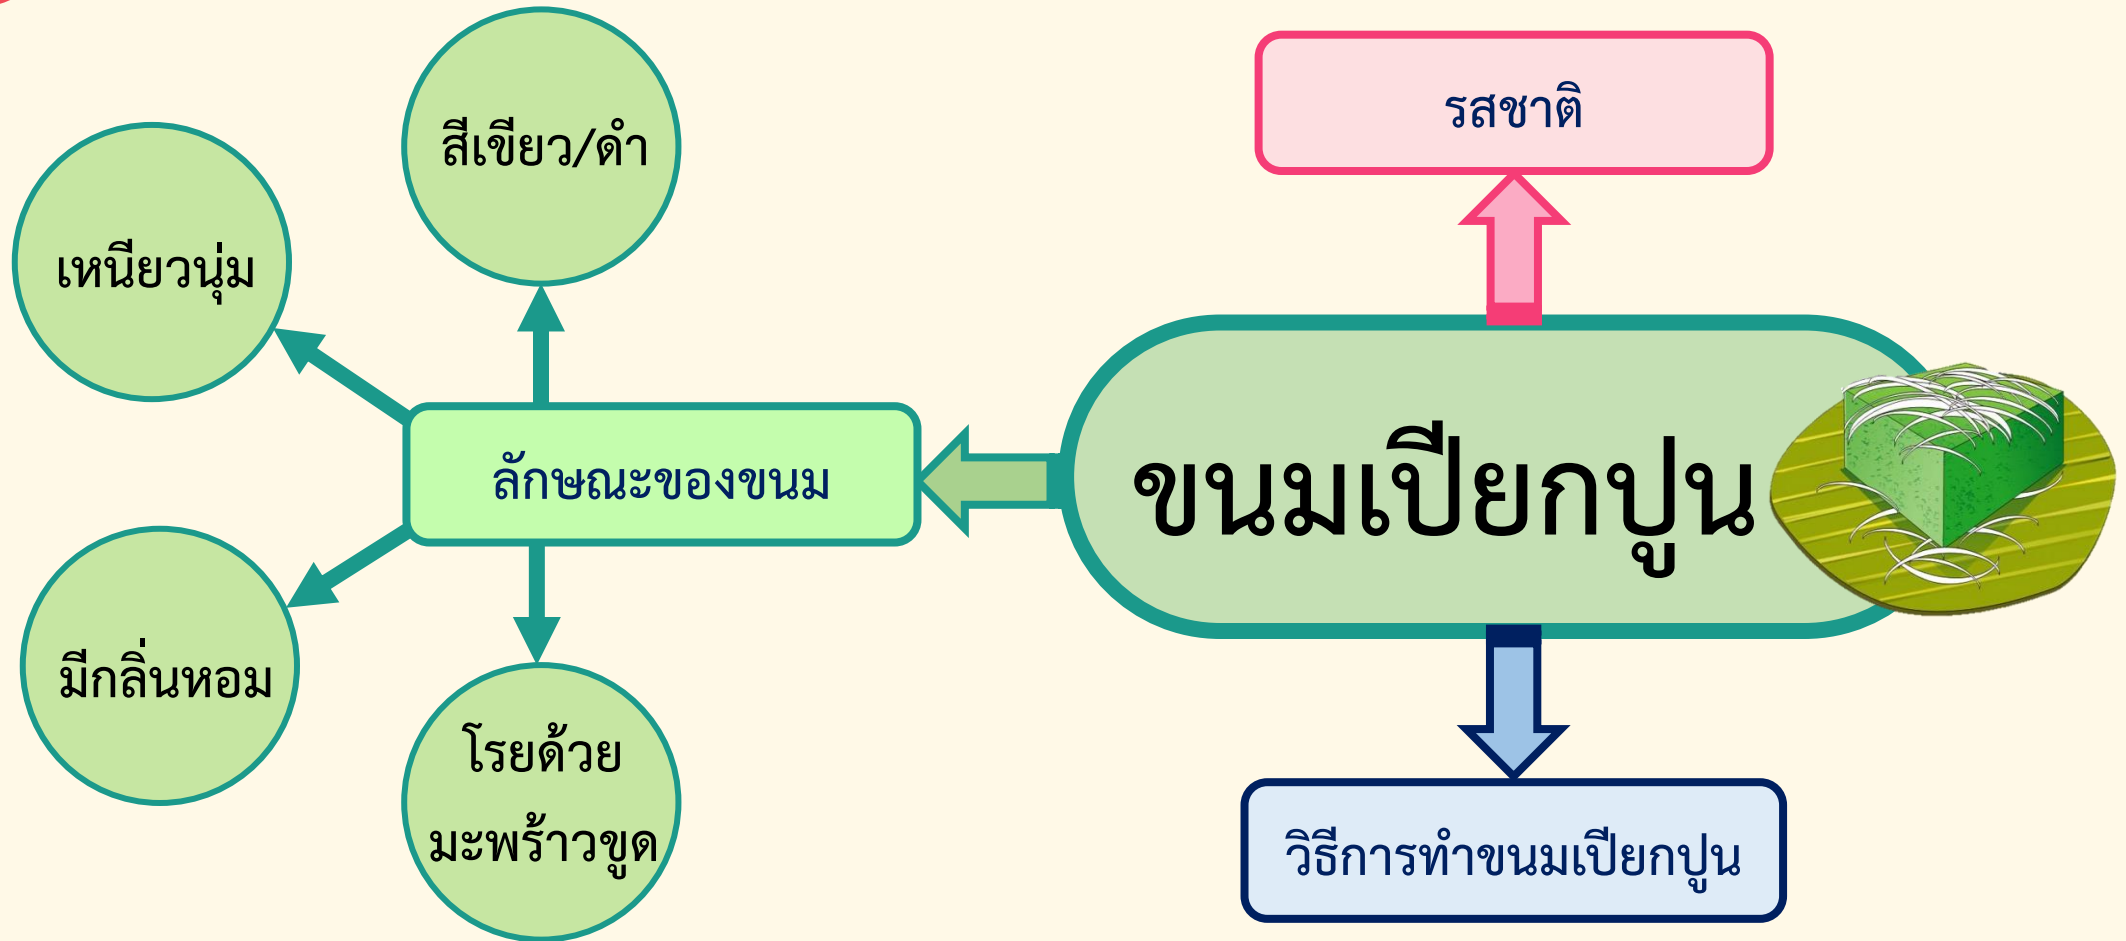 สีเขียว/ดำ
รสชาติ
เหนียวนุ่ม
ลักษณะของขนม
ขนมเปียกปูน
มีกลิ่นหอม
โรยด้วย
มะพร้าวขูด
วิธีการทำขนมเปียกปูน